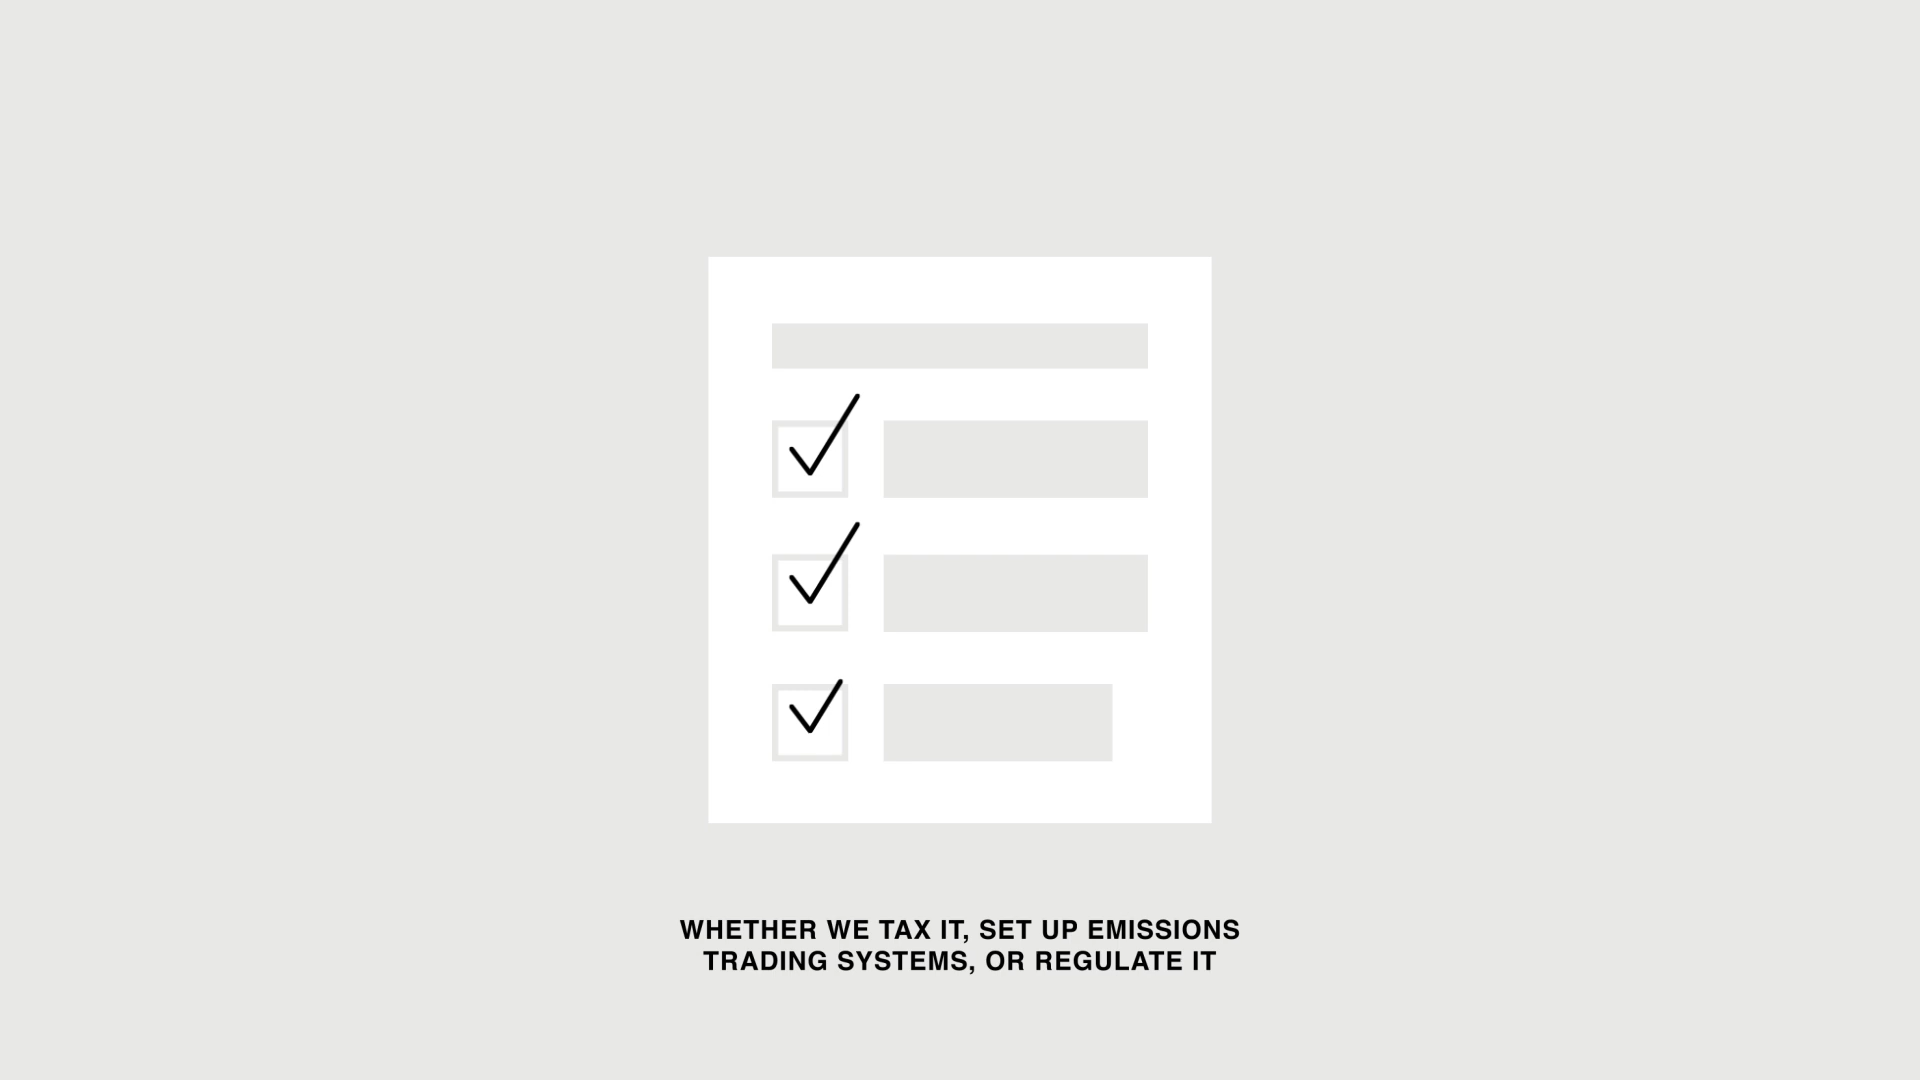 WHETHER WE TAX IT, SET UP EMISSIONS
TRADING SYSTEMS, OR REGULATE IT